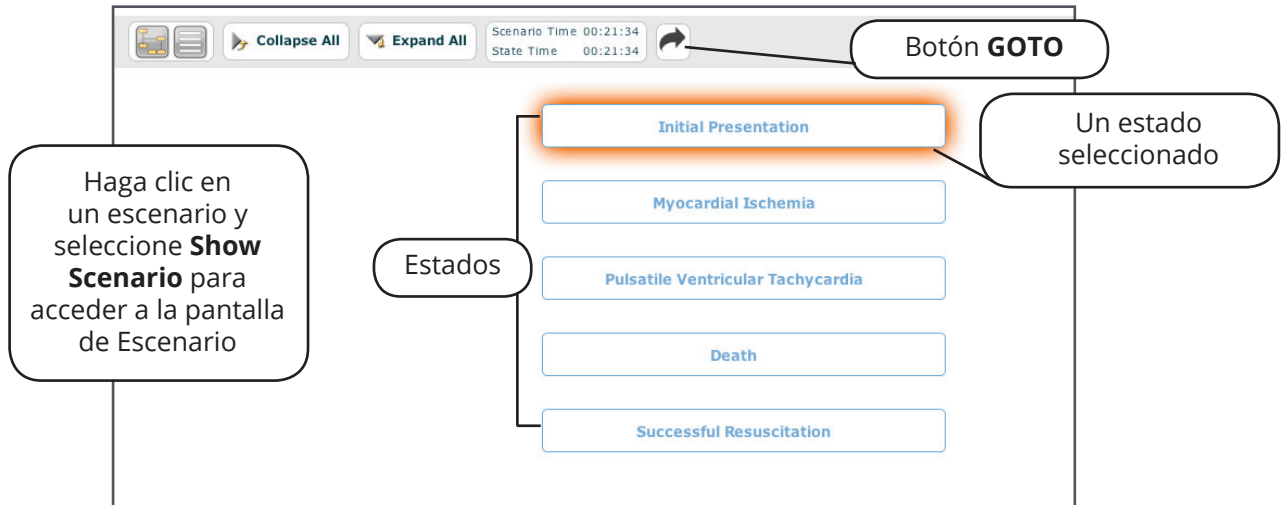 Collapse All
Expand All
Scenario Time 00:21:34
State Time 00:21:34
Botón GOTO
Initial Presentation
Un estado
seleccionado
Haga clic en
un escenario y
seleccione Show
Scenario para
acceder a la pantalla
de Escenario
Myocardial Ischemia
Estados
Pulsatile Ventricular Tachycardia
Death
Successful Resuscitation